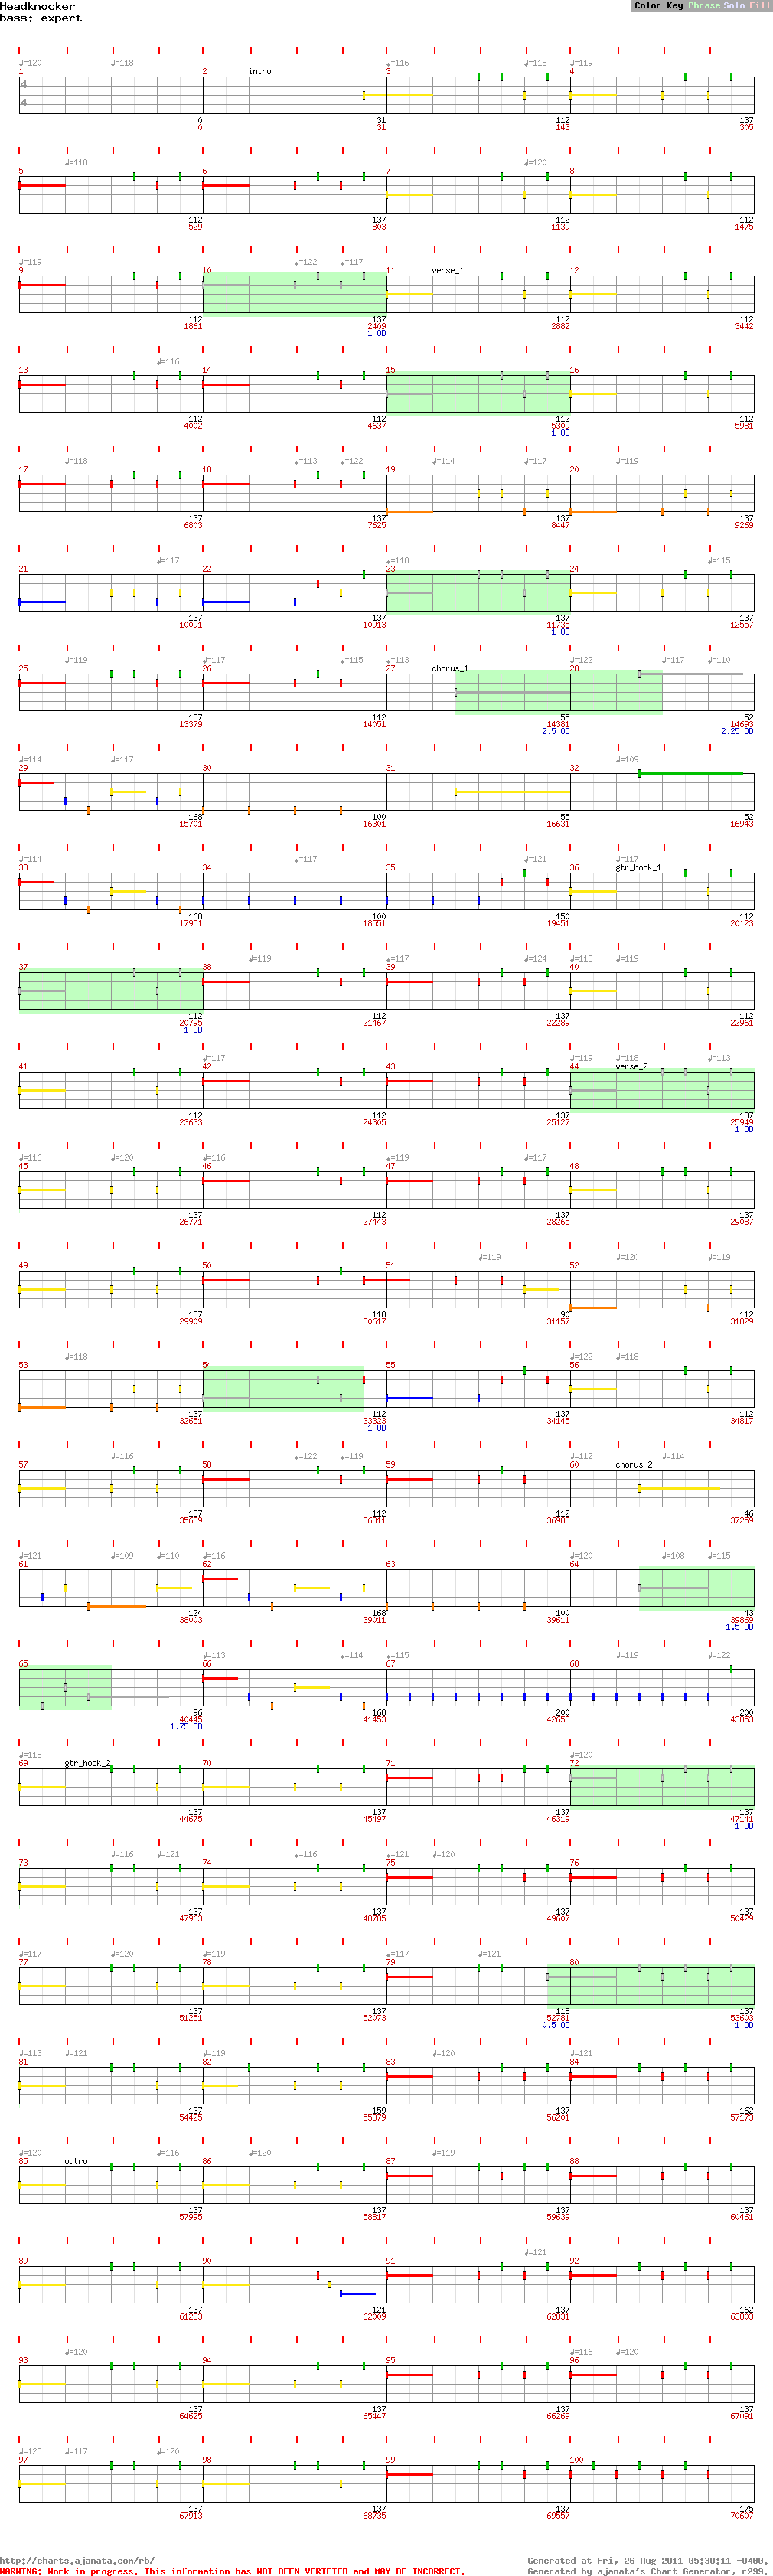 Headknocker
bass: expert
Color Key Phrase Solo Fill
♩=120 ♩=118 ♩=116 ♩=118 ♩=119
1 2 intro 3 4
4
4
0 31 112 137
0 31 143 305
♩=118 ♩=120
5 6 7 8
112 137 112 112
529 803 1139 1475
♩=119 ♩=122 ♩=117
9 10 11 verse_1 12
112 137 112 112
1861 2409 2882 3442
1 OD
♩=116
13 14 15 16
112 112 112 112
4002 4637 5309 5981
1 OD
♩=118 ♩=113 ♩=122 ♩=114 ♩=117 ♩=119
17 18 19 20
137 137 137 137
6803 7625 8447 9269
♩=117 ♩=118 ♩=115
21 22 23 24
137 137 137 137
10091 10913 11735 12557
1 OD
♩=119 ♩=117 ♩=115 ♩=113 ♩=122 ♩=117 ♩=110
25 26 27 chorus_1 28
137 112 55 52
13379 14051 14381 14693
2.5 OD 2.25 OD
♩=114 ♩=117 ♩=109
29 30 31 32
168 100 55 52
15701 16301 16631 16943
♩=114 ♩=117 ♩=121 ♩=117
33 34 35 36 gtr_hook_1
168 100 150 112
17951 18551 19451 20123
♩=119 ♩=117 ♩=124 ♩=113 ♩=119
37 38 39 40
112 112 137 112
20795 21467 22289 22961
1 OD
♩=117 ♩=119 ♩=118 ♩=113
41 42 43 44 verse_2
112 112 137 137
23633 24305 25127 25949
1 OD
♩=116 ♩=120 ♩=116 ♩=119 ♩=117
45 46 47 48
137 112 137 137
26771 27443 28265 29087
♩=119 ♩=120 ♩=119
49 50 51 52
137 118 90 112
29909 30617 31157 31829
♩=118 ♩=122 ♩=118
53 54 55 56
137 112 137 112
32651 33323 34145 34817
1 OD
♩=116 ♩=122 ♩=119 ♩=112 ♩=114
57 58 59 60 chorus_2
137 112 112 46
35639 36311 36983 37259
♩=121 ♩=109 ♩=110 ♩=116 ♩=120 ♩=108 ♩=115
61 62 63 64
124 168 100 43
38003 39011 39611 39869
1.5 OD
♩=113 ♩=114 ♩=115 ♩=119 ♩=122
65 66 67 68
96 168 200 200
40445 41453 42653 43853
1.75 OD
♩=118 ♩=120
69 gtr_hook_2 70 71 72
137 137 137 137
44675 45497 46319 47141
1 OD
♩=116 ♩=121 ♩=116 ♩=121 ♩=120
73 74 75 76
137 137 137 137
47963 48785 49607 50429
♩=117 ♩=120 ♩=119 ♩=117 ♩=121
77 78 79 80
137 137 118 137
51251 52073 52781 53603
0.5 OD 1 OD
♩=113 ♩=121 ♩=119 ♩=120 ♩=121
81 82 83 84
137 159 137 162
54425 55379 56201 57173
♩=120 ♩=116 ♩=120 ♩=119
85 outro 86 87 88
137 137 137 137
57995 58817 59639 60461
♩=121
89 90 91 92
137 121 137 162
61283 62009 62831 63803
♩=120 ♩=116 ♩=120
93 94 95 96
137 137 137 137
64625 65447 66269 67091
♩=125 ♩=117 ♩=120
97 98 99 100
137 137 137 175
67913 68735 69557 70607
http://charts.ajanata.com/rb/
Generated at Fri, 26 Aug 2011 05:30:11 -0400.
WARNING: Work in progress. This information has NOT BEEN VERIFIED and MAY BE INCORRECT.
Generated by ajanata's Chart Generator, r299.